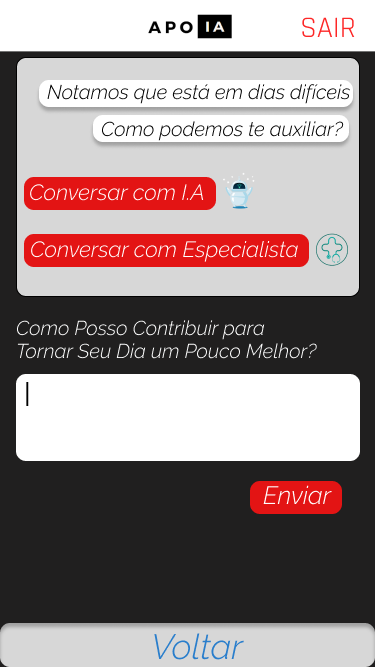 APOIA
SAIR
Notamos que está em dias difíceis
Como podemos te auxiliar?
Conversar com I.A
Conversar com Especialista
Como Posso Contribuir para
Tornar Seu Dia um Pouco Melhor?
Enviar
Voltar